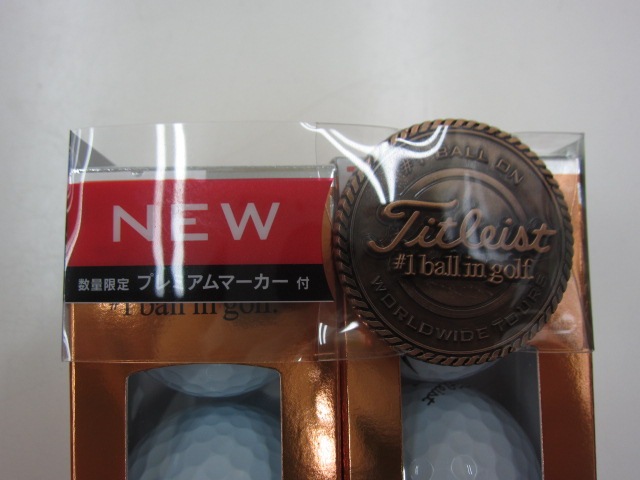 NEW
数量限定 プレミアムマーカー 付
#1 ball in golf.
#1 BALL ON
Titleist
#1 ball in golf.
WORLDWIDE TOURS